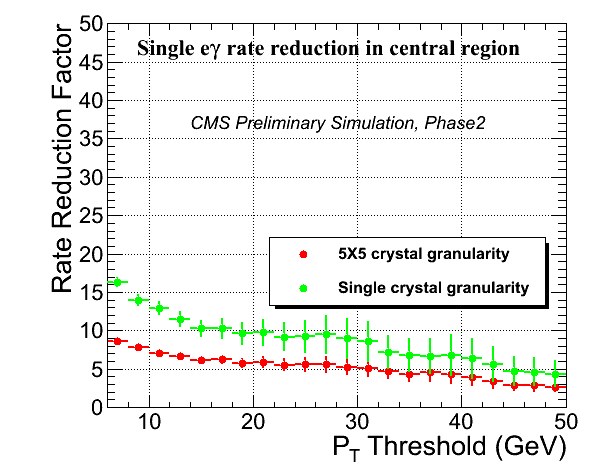 Single eγ rate reduction in central region
CMS Preliminary Simulation, Phase2
Rate Reduction Factor
50
45
40
35
30
25
20
15
10
5
0
5X5 crystal granularity
Single crystal granularity
10 20 30 40 50
P_T Threshold (GeV)